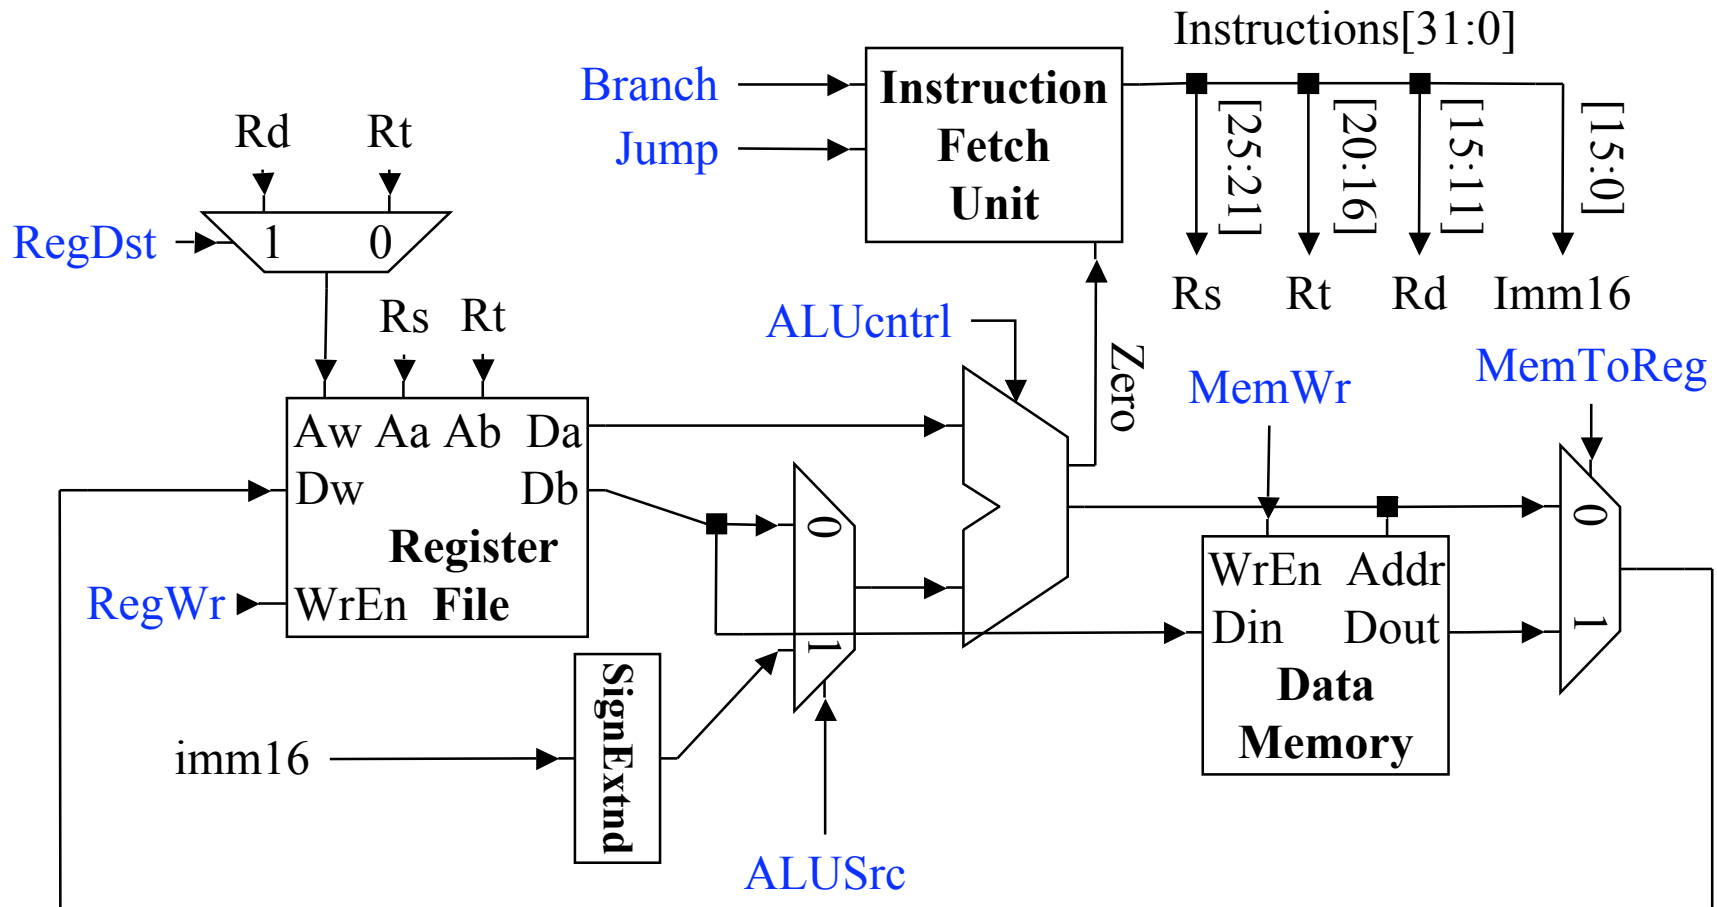 Instructions[31:0]
Branch
Jump
Instruction
Fetch
Unit
[25:21]
[20:16]
[15:11]
[15:0]
Rs
Rt
Rd
Imm16
Rd
Rt
RegDst
1
0
Rs
Rt
ALUcntrl
Zero
MemWr
MemToReg
Aw Aa Ab Da
Dw
Db
Register
File
RegWr
WrEn
0
1
WrEn Addr
Din
Dout
Data
Memory
0
1
imm16
SignExtnd
ALUSrc